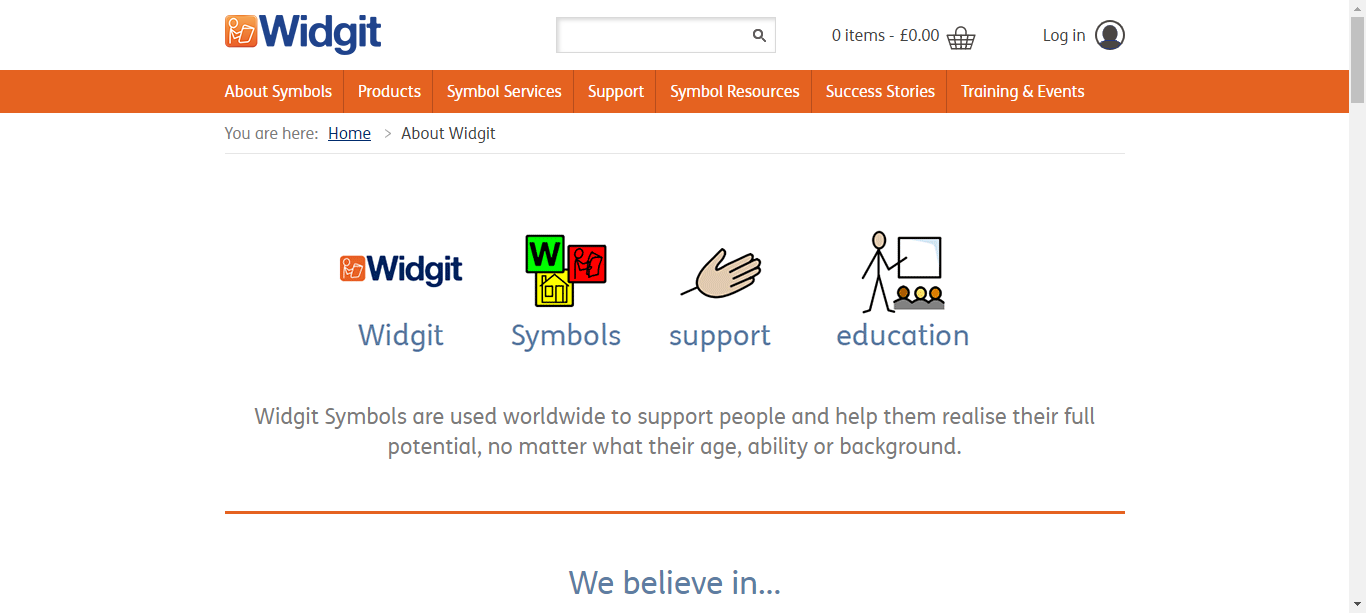 Widgit
0 items - £0.00
Log in
About Symbols
Products
Symbol Services
Support
Symbol Resources
Success Stories
Training & Events
You are here: Home > About Widgit
Widgit
W
Widgit
Symbols
support
education
Widgit Symbols are used worldwide to support people and help them realise their full
potential, no matter what their age, ability or background.
We believe in...